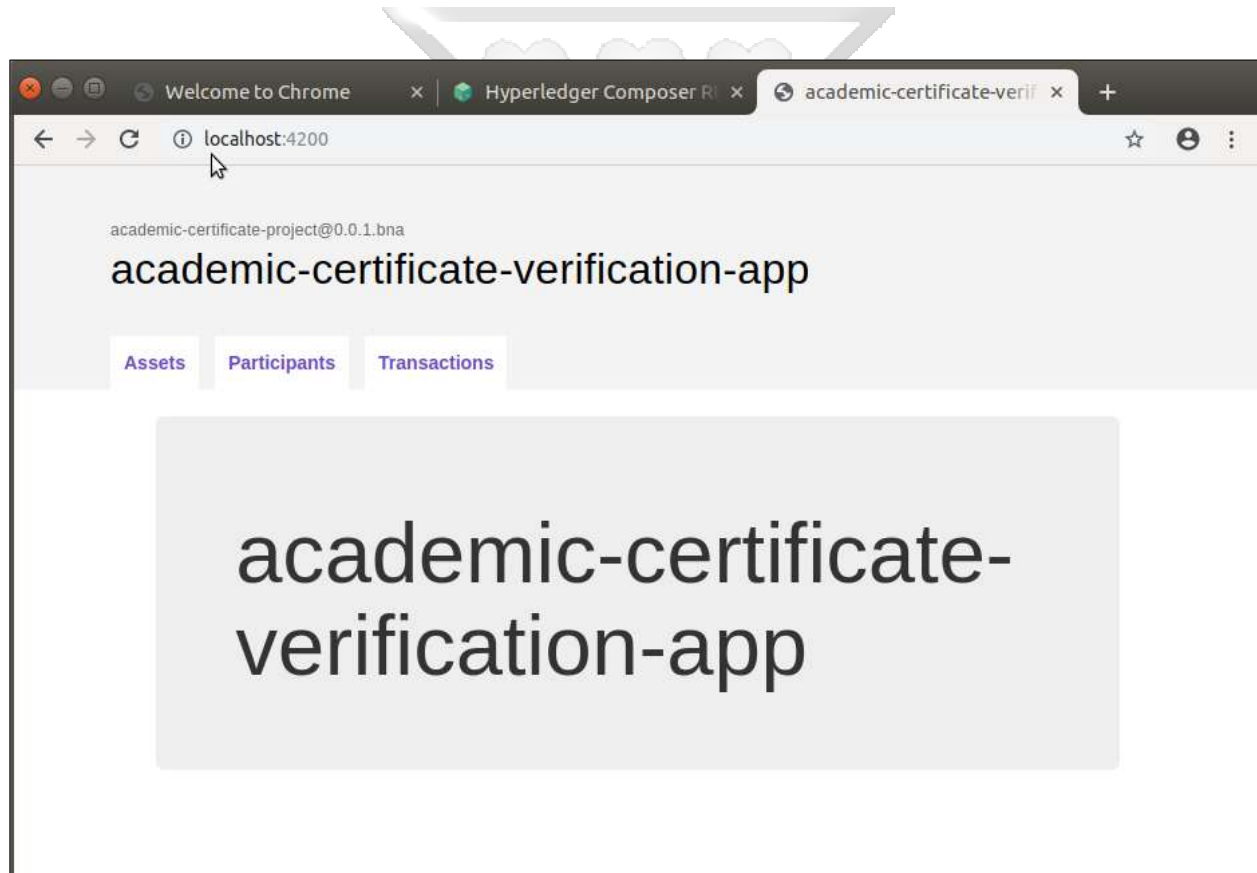 Welcome to Chrome
Hyperledger Composer R
academic-certificate-verif
localhost:4200
academic-certificate-project@0.0.1.bna
academic-certificate-verification-app
Assets Participants Transactions
academic-certificate-
verification-app